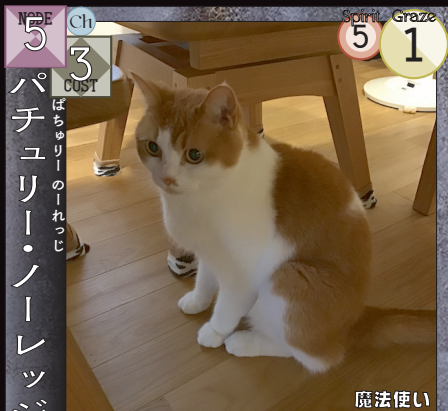 NODE
5
Ch
3
COST
Spirit
5
Graze
1
パチュリー・ノーレッジ
ぱちゅりー のーれっじ
魔法使い